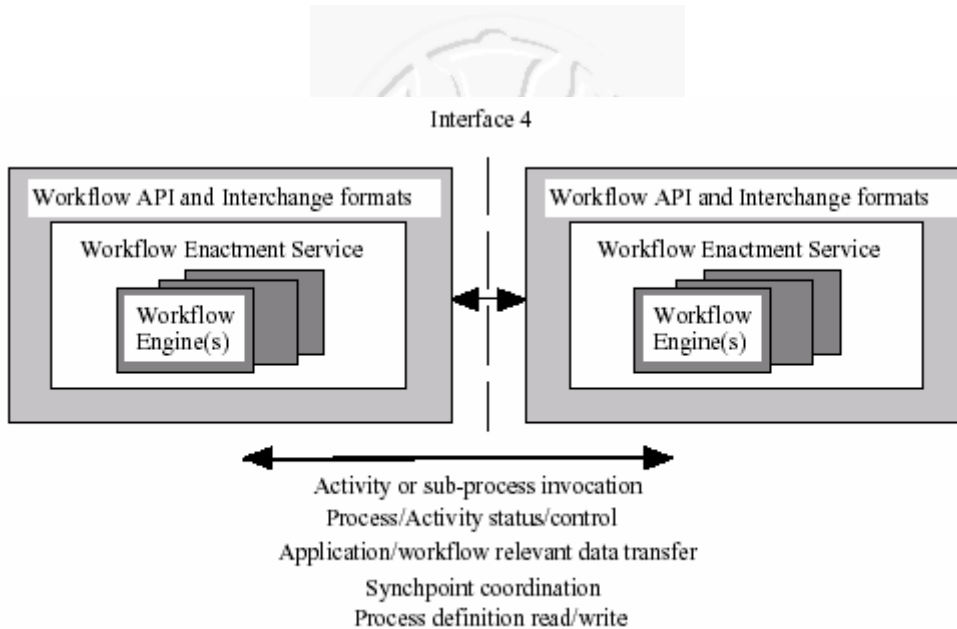 Interface 4
Workflow API and Interchange formats
Workflow Enactment Service
Workflow
Engine(s)
Workflow API and Interchange formats
Workflow Enactment Service
Workflow
Engine(s)
Activity or sub-process invocation
Process/Activity status/control
Application/workflow relevant data transfer
Synchpoint coordination
Process definition read/write